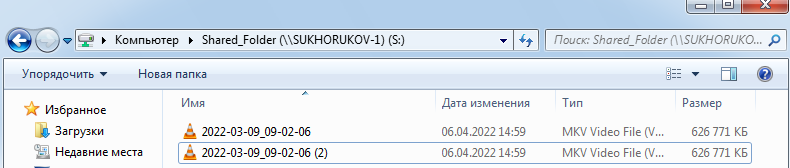 Компьютер ▸ Shared_Folder (\\SUKHORUKOV-1) (S:)
Поиск: Shared_Folder (\\SUKHORUKO...
Упорядочить
Новая папка
Имя Дата изменения Тип Размер
Избранное
Загрузки
Недавние места
2022-03-09_09-02-06 06.04.2022 14:59 MKV Video File (V... 626 771 КБ
2022-03-09_09-02-06 (2) 06.04.2022 14:59 MKV Video File (V... 626 771 КБ